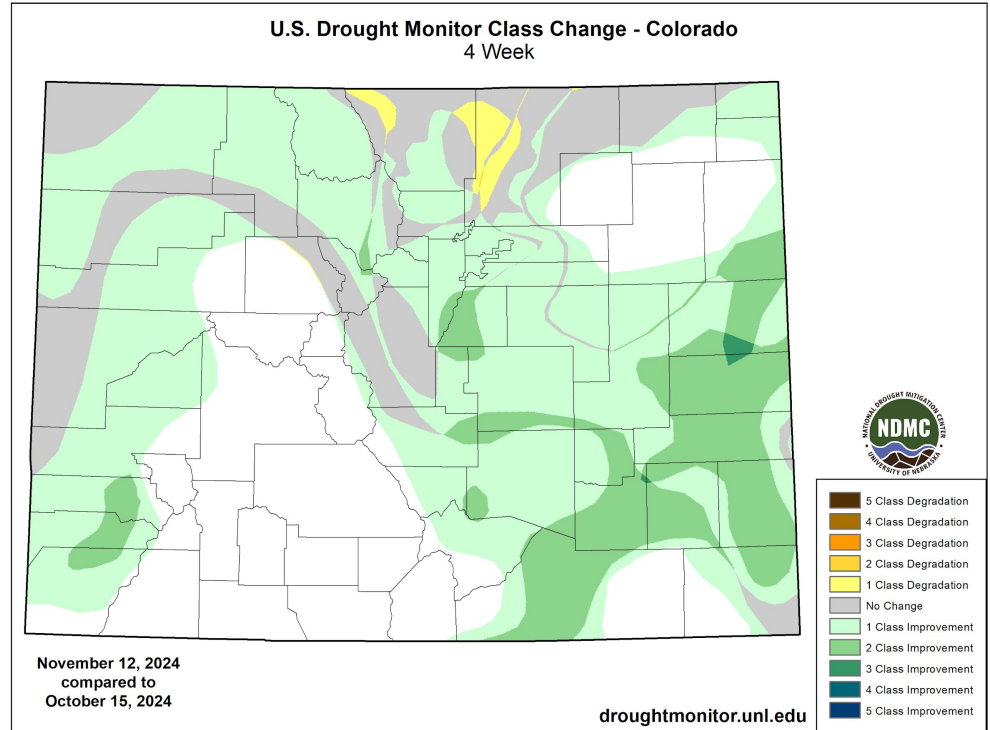 U.S. Drought Monitor Class Change - Colorado
4 Week
NATIONAL DROUGHT MITIGATION CENTER
NDMC
UNIVERSITY OF NEBRASKA
5 Class Degradation
4 Class Degradation
3 Class Degradation
2 Class Degradation
1 Class Degradation
No Change
1 Class Improvement
2 Class Improvement
3 Class Improvement
4 Class Improvement
5 Class Improvement
November 12, 2024
compared to
October 15, 2024
droughtmonitor.unl.edu